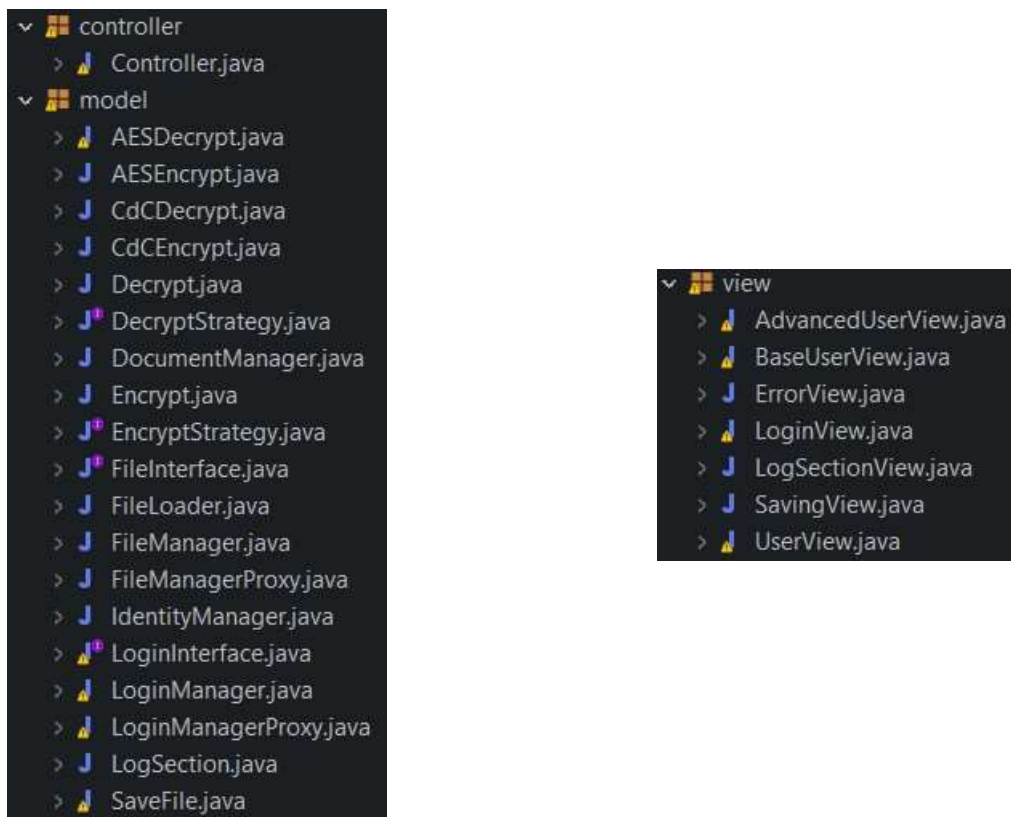 controller
Controller.java
model
AESDecrypt.java
AESEncrypt.java
CdCDecrypt.java
CdCEncrypt.java
Decrypt.java
DecryptStrategy.java
DocumentManager.java
Encrypt.java
EncryptStrategy.java
FileInterface.java
FileLoader.java
FileManager.java
FileManagerProxy.java
IdentityManager.java
LoginInterface.java
LoginManager.java
LoginManagerProxy.java
LogSection.java
SaveFile.java
view
AdvancedUserView.java
BaseUserView.java
ErrorView.java
LoginView.java
LogSectionView.java
SavingView.java
UserView.java